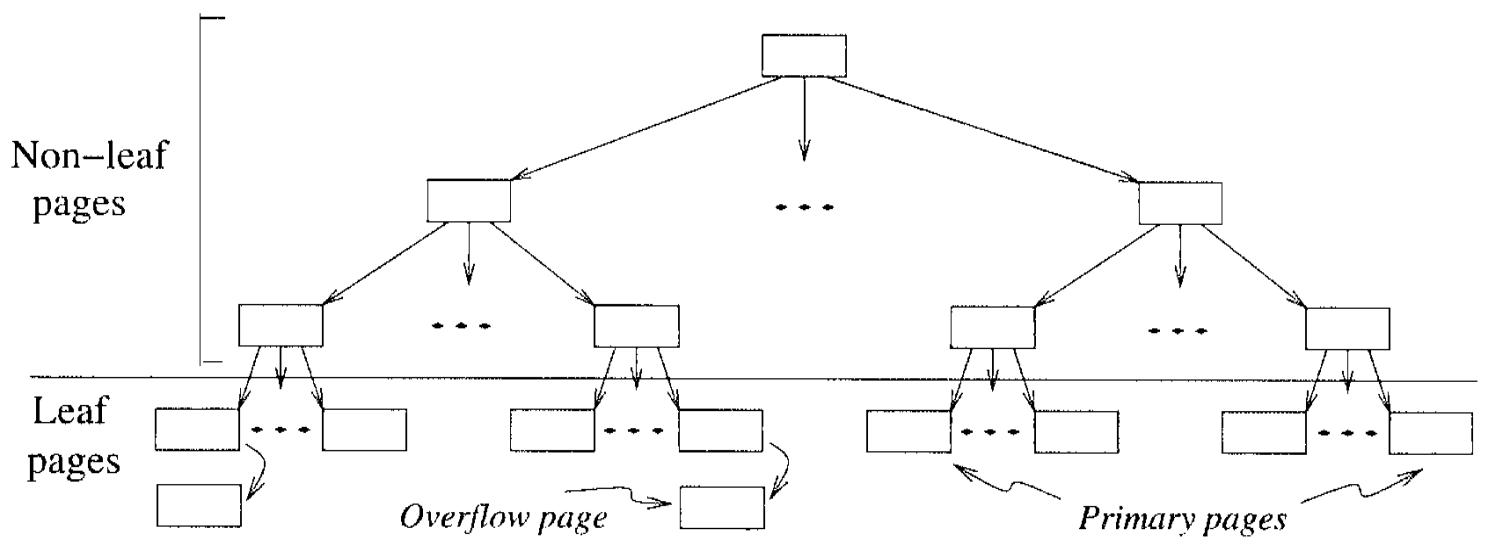 Non–leaf
pages
Leaf
pages
Overflow page
Primary pages